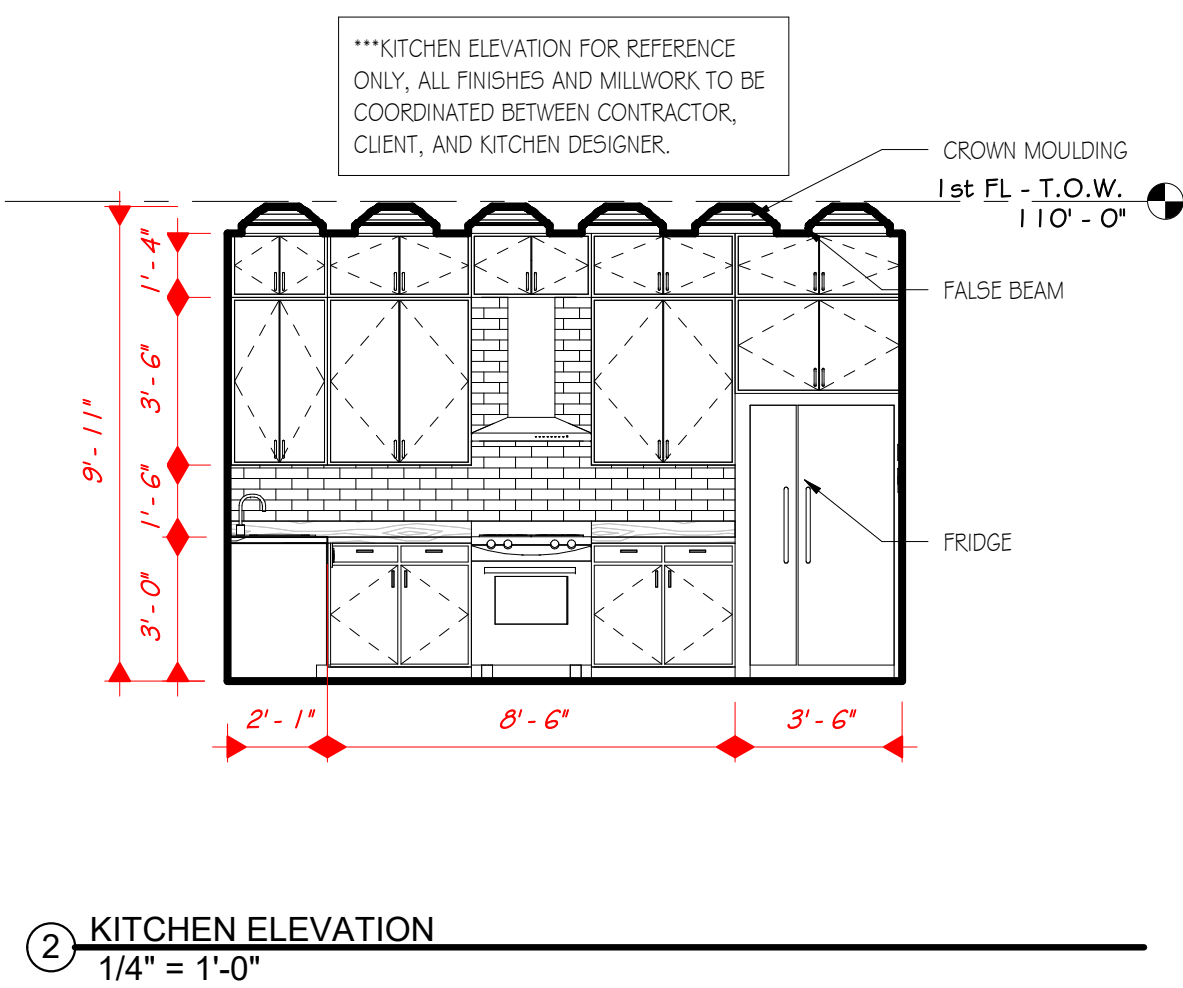 ***KITCHEN ELEVATION FOR REFERENCE
ONLY, ALL FINISHES AND MILLWORK TO BE
COORDINATED BETWEEN CONTRACTOR,
CLIENT, AND KITCHEN DESIGNER.
CROWN MOULDING
1st FL - T.O.W.
110' - 0"
FALSE BEAM
FRIDGE
9' - 11"
1' - 4"
3' - 6"
1' - 6"
3' - 0"
2' - 1"
8' - 6"
3' - 6"
2
KITCHEN ELEVATION
1/4" = 1'-0"